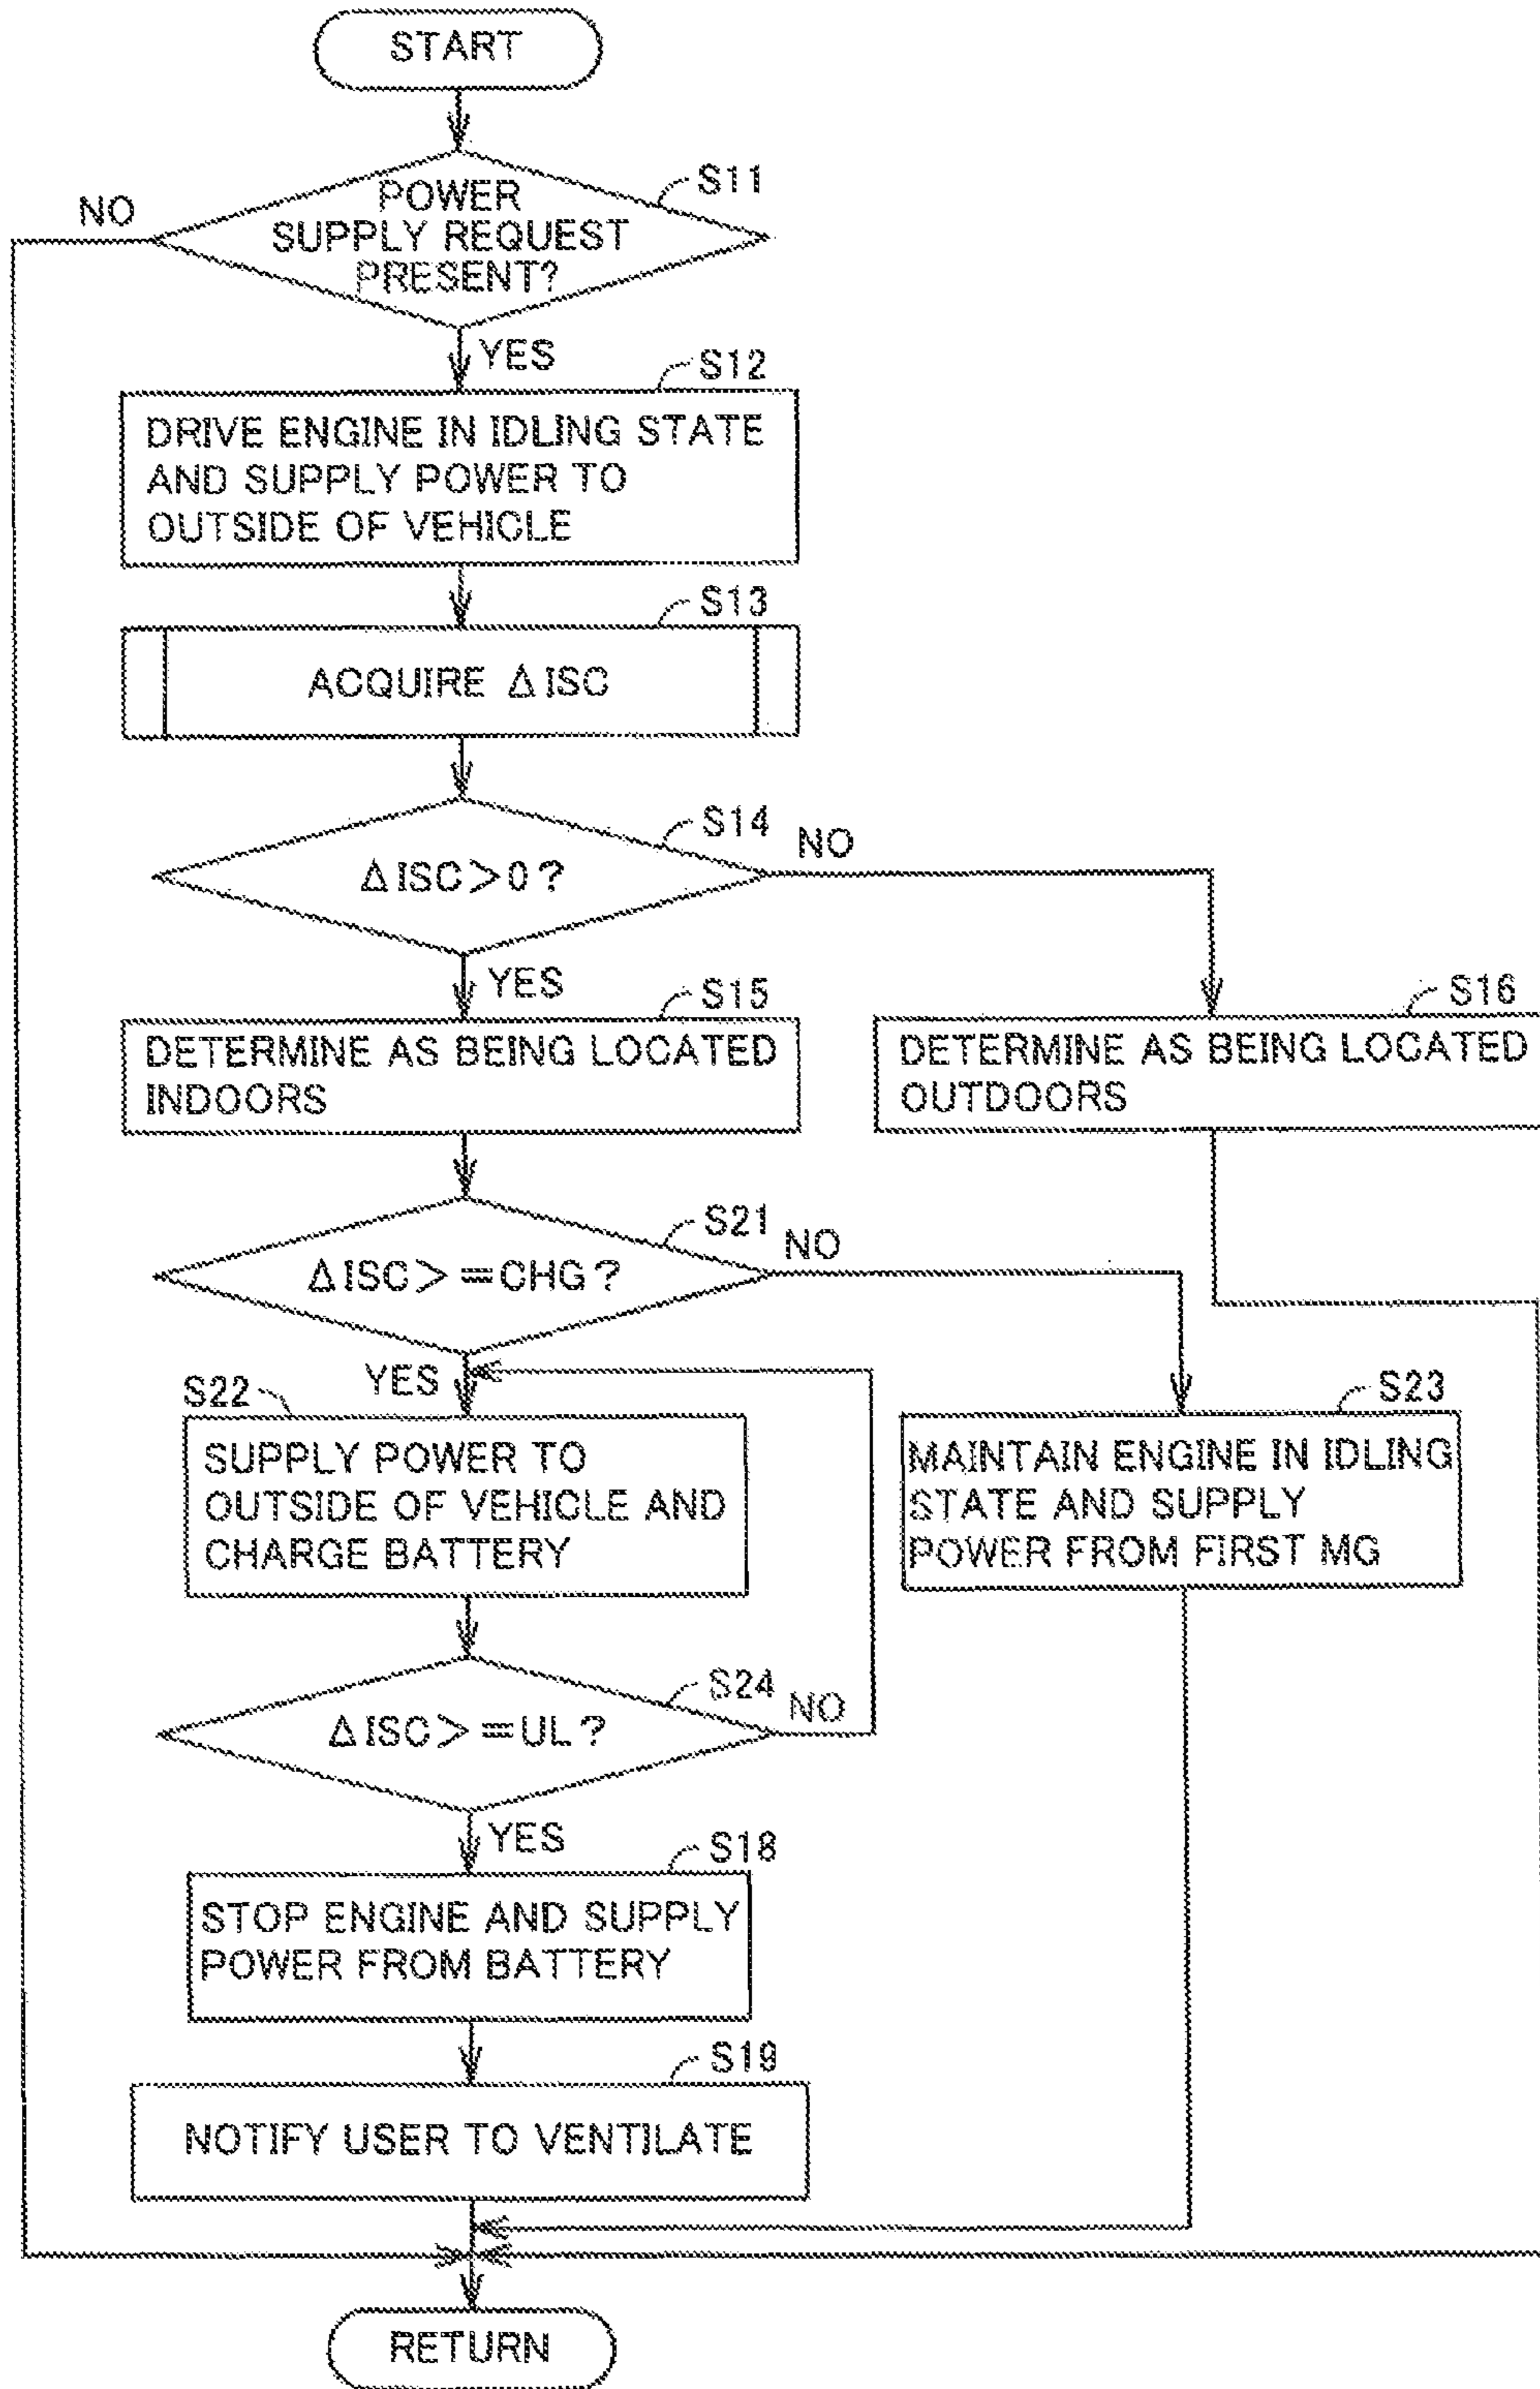 START
S11
NO
POWER
SUPPLY REQUEST
PRESENT?
YES
S12
DRIVE ENGINE IN IDLING STATE
AND SUPPLY POWER TO
OUTSIDE OF VEHICLE
S13
ACQUIRE Δ ISC
S14
NO
Δ ISC > 0 ?
YES
S15
DETERMINE AS BEING LOCATED
INDOORS
S16
DETERMINE AS BEING LOCATED
OUTDOORS
S21
NO
Δ ISC > = CHG ?
YES
S22
SUPPLY POWER TO
OUTSIDE OF VEHICLE AND
CHARGE BATTERY
S23
MAINTAIN ENGINE IN IDLING
STATE AND SUPPLY
POWER FROM FIRST MG
S24
NO
Δ ISC > = UL ?
YES
S18
STOP ENGINE AND SUPPLY
POWER FROM BATTERY
S19
NOTIFY USER TO VENTILATE
RETURN